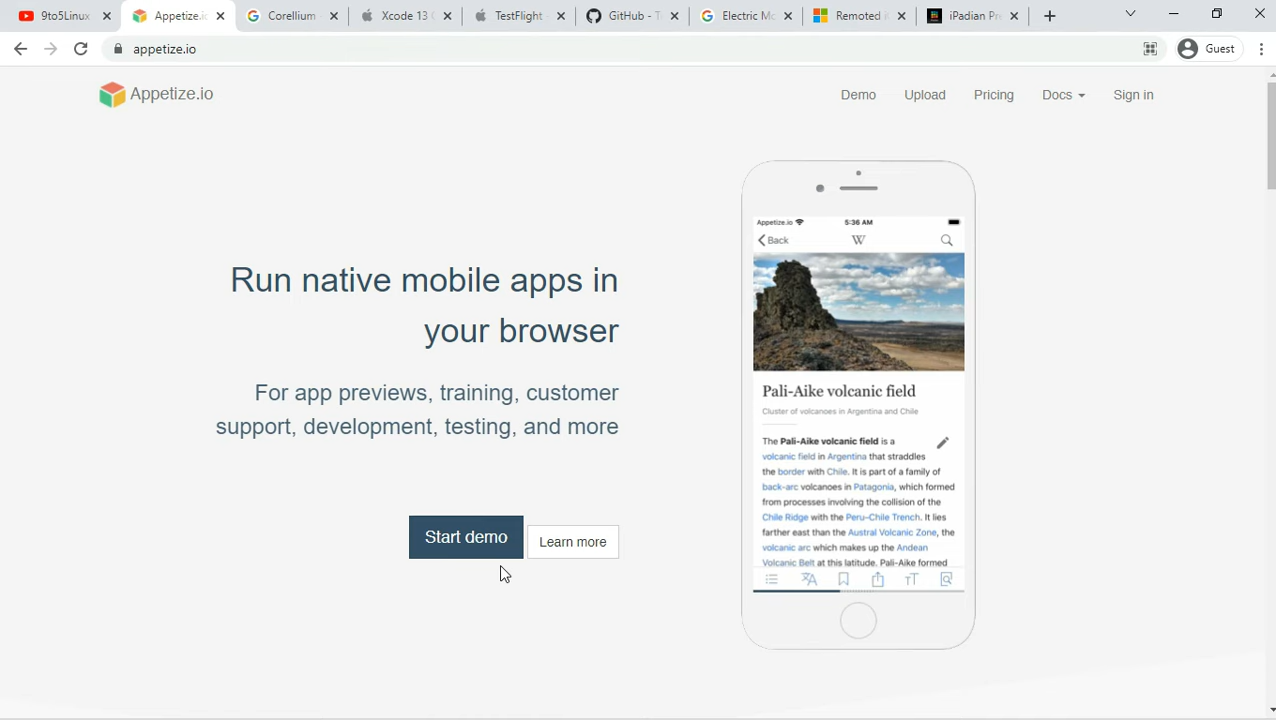 9to5Linux
Appetize.io
Corellium
Xcode 13
TestFlight
GitHub - T
Electric Mo
Remoted i
iPadian Pr
appetize.io
Guest
Appetize.io
Demo
Upload
Pricing
Docs
Sign in
Run native mobile apps in
your browser
For app previews, training, customer
support, development, testing, and more
Start demo
Learn more
Appetize.io
5:36 AM
Back
W
Pali-Aike volcanic field
Cluster of volcanoes in Argentina and Chile
The Pali-Aike volcanic field is a
volcanic field in Argentina that straddles
the border with Chile. It is part of a family of
back-arc volcanoes in Patagonia, which formed
from processes involving the collision of the
Chile Ridge with the Peru–Chile Trench. It lies
farther east than the Austral Volcanic Zone, the
volcanic arc which makes up the Andean
Volcanic Belt at this latitude. Pali-Aike formed